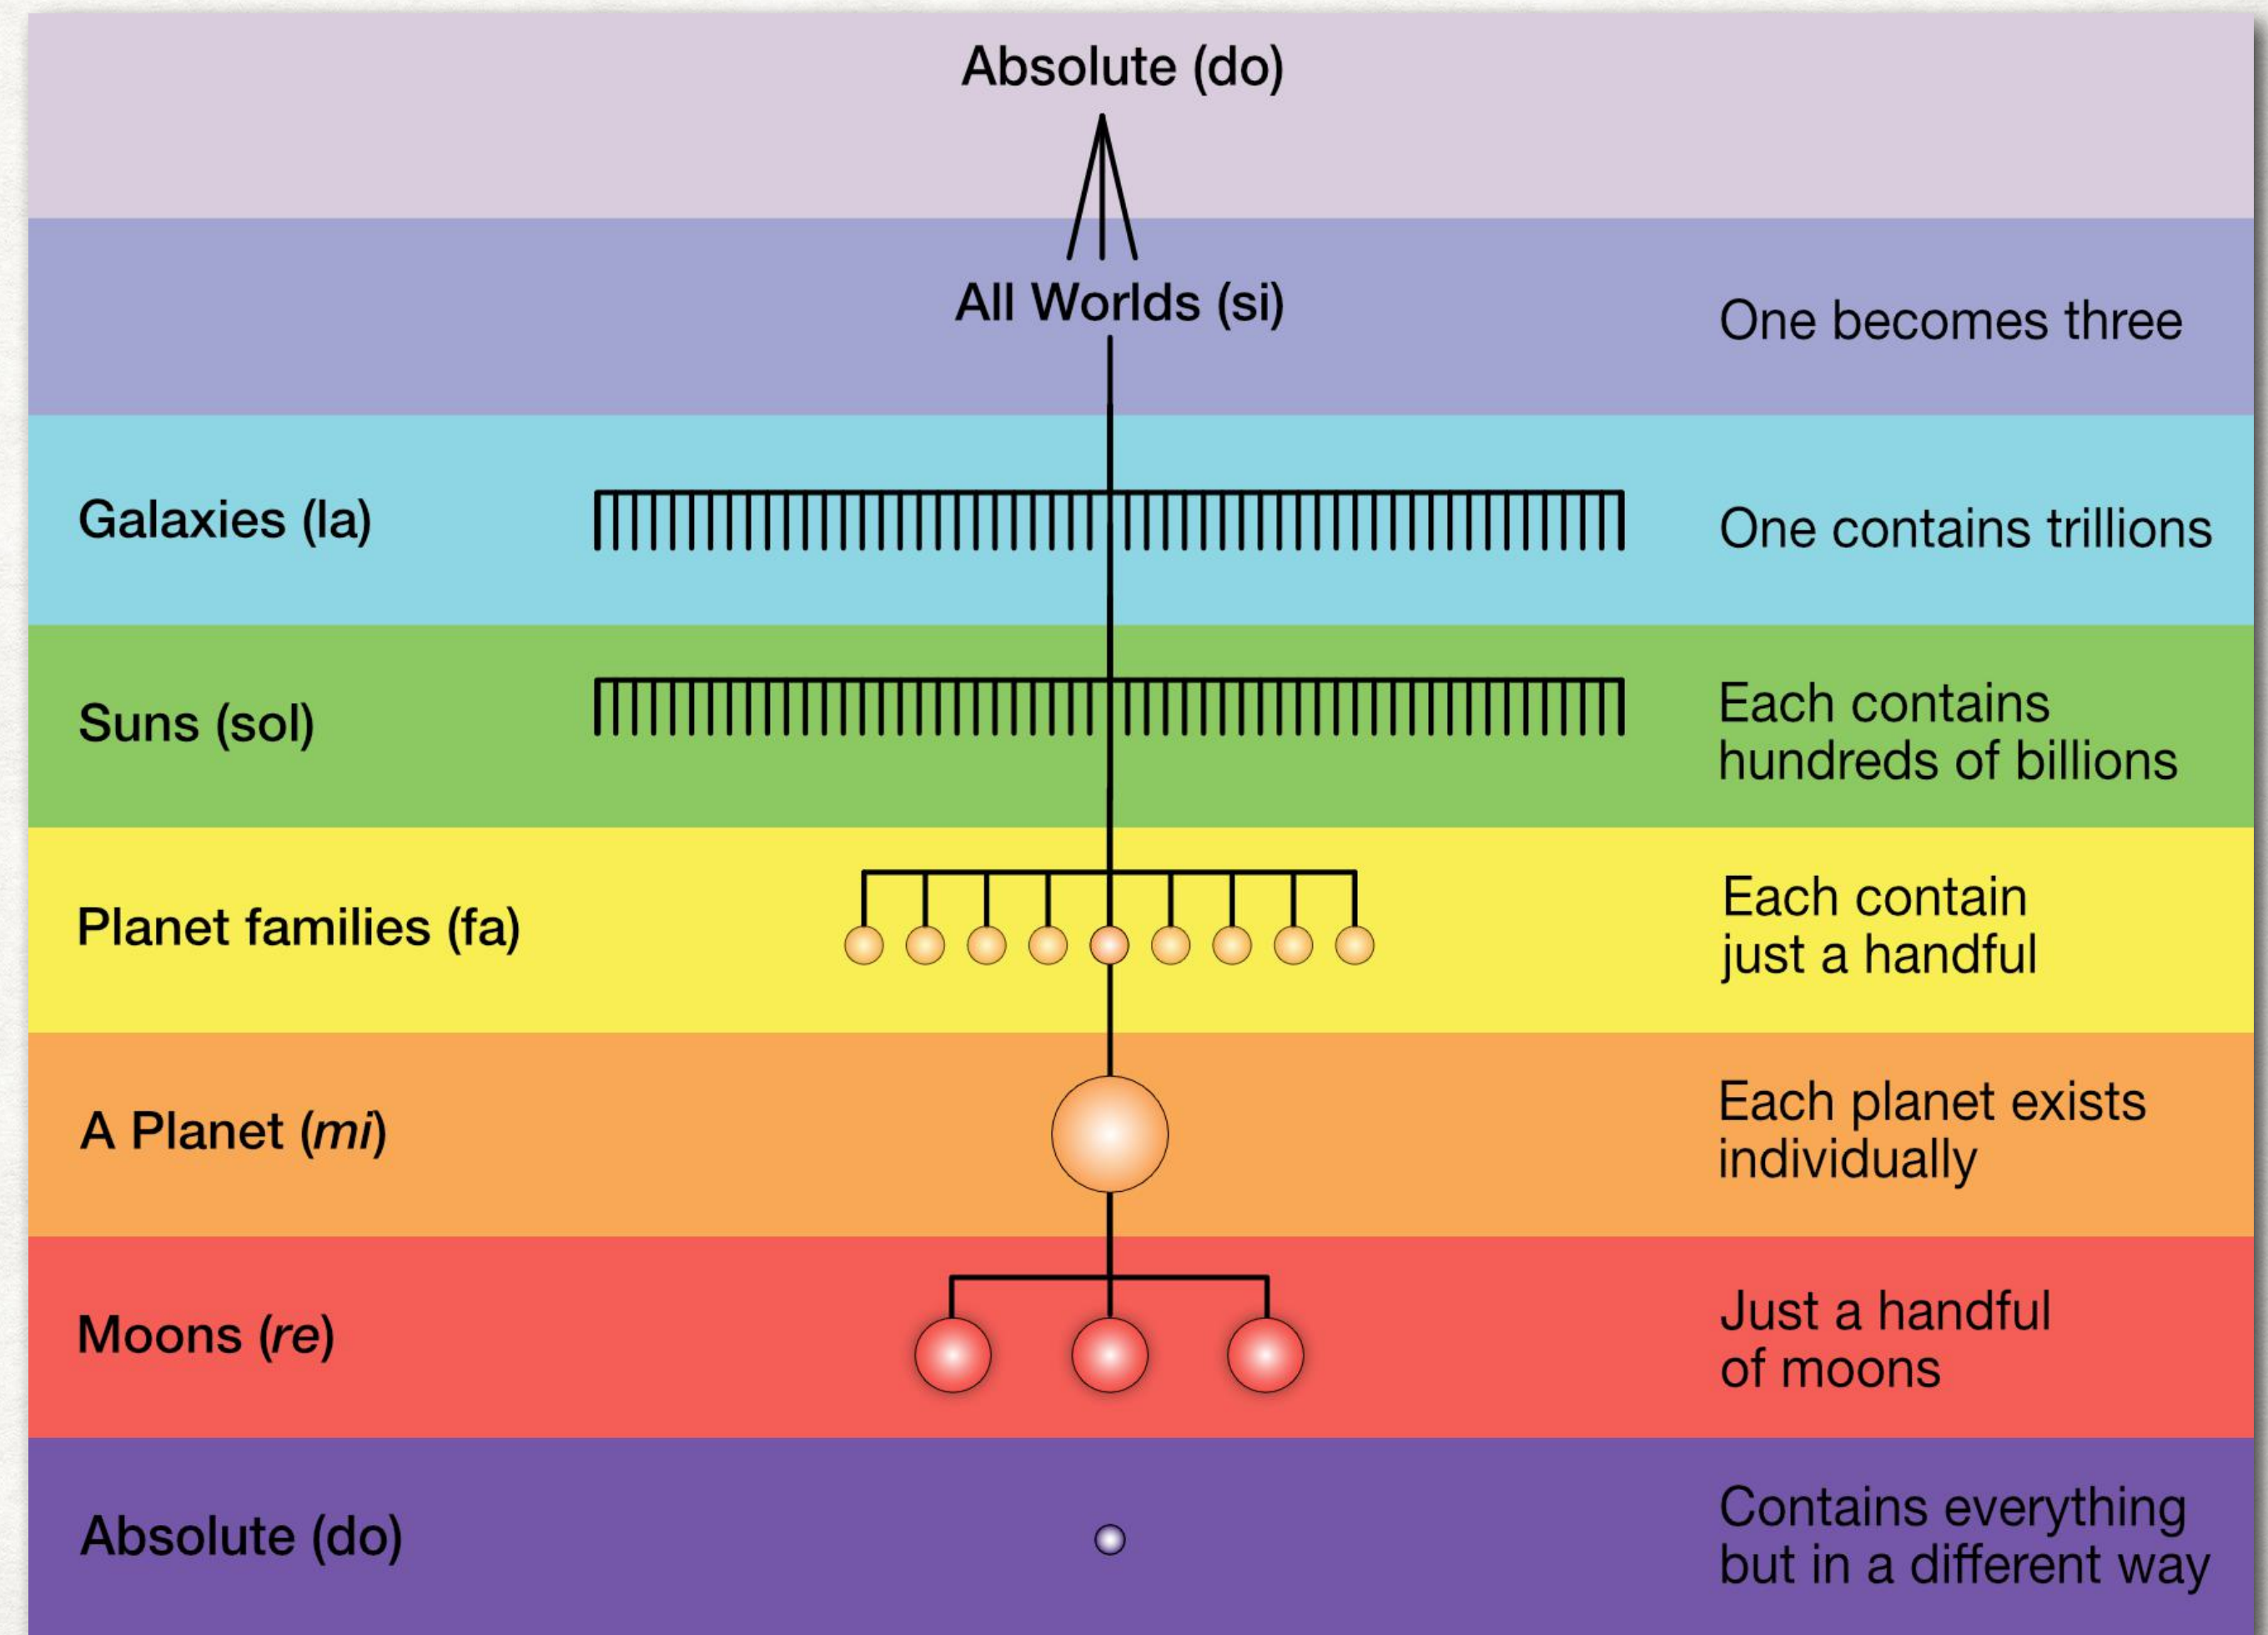 Absolute (do)
All Worlds (si)
One becomes three
Galaxies (la)
One contains trillions
Suns (sol)
Each contains
hundreds of billions
Planet families (fa)
Each contain
just a handful
A Planet (mi)
Each planet exists
individually
Moons (re)
Just a handful
of moons
Absolute (do)
Contains everything
but in a different way